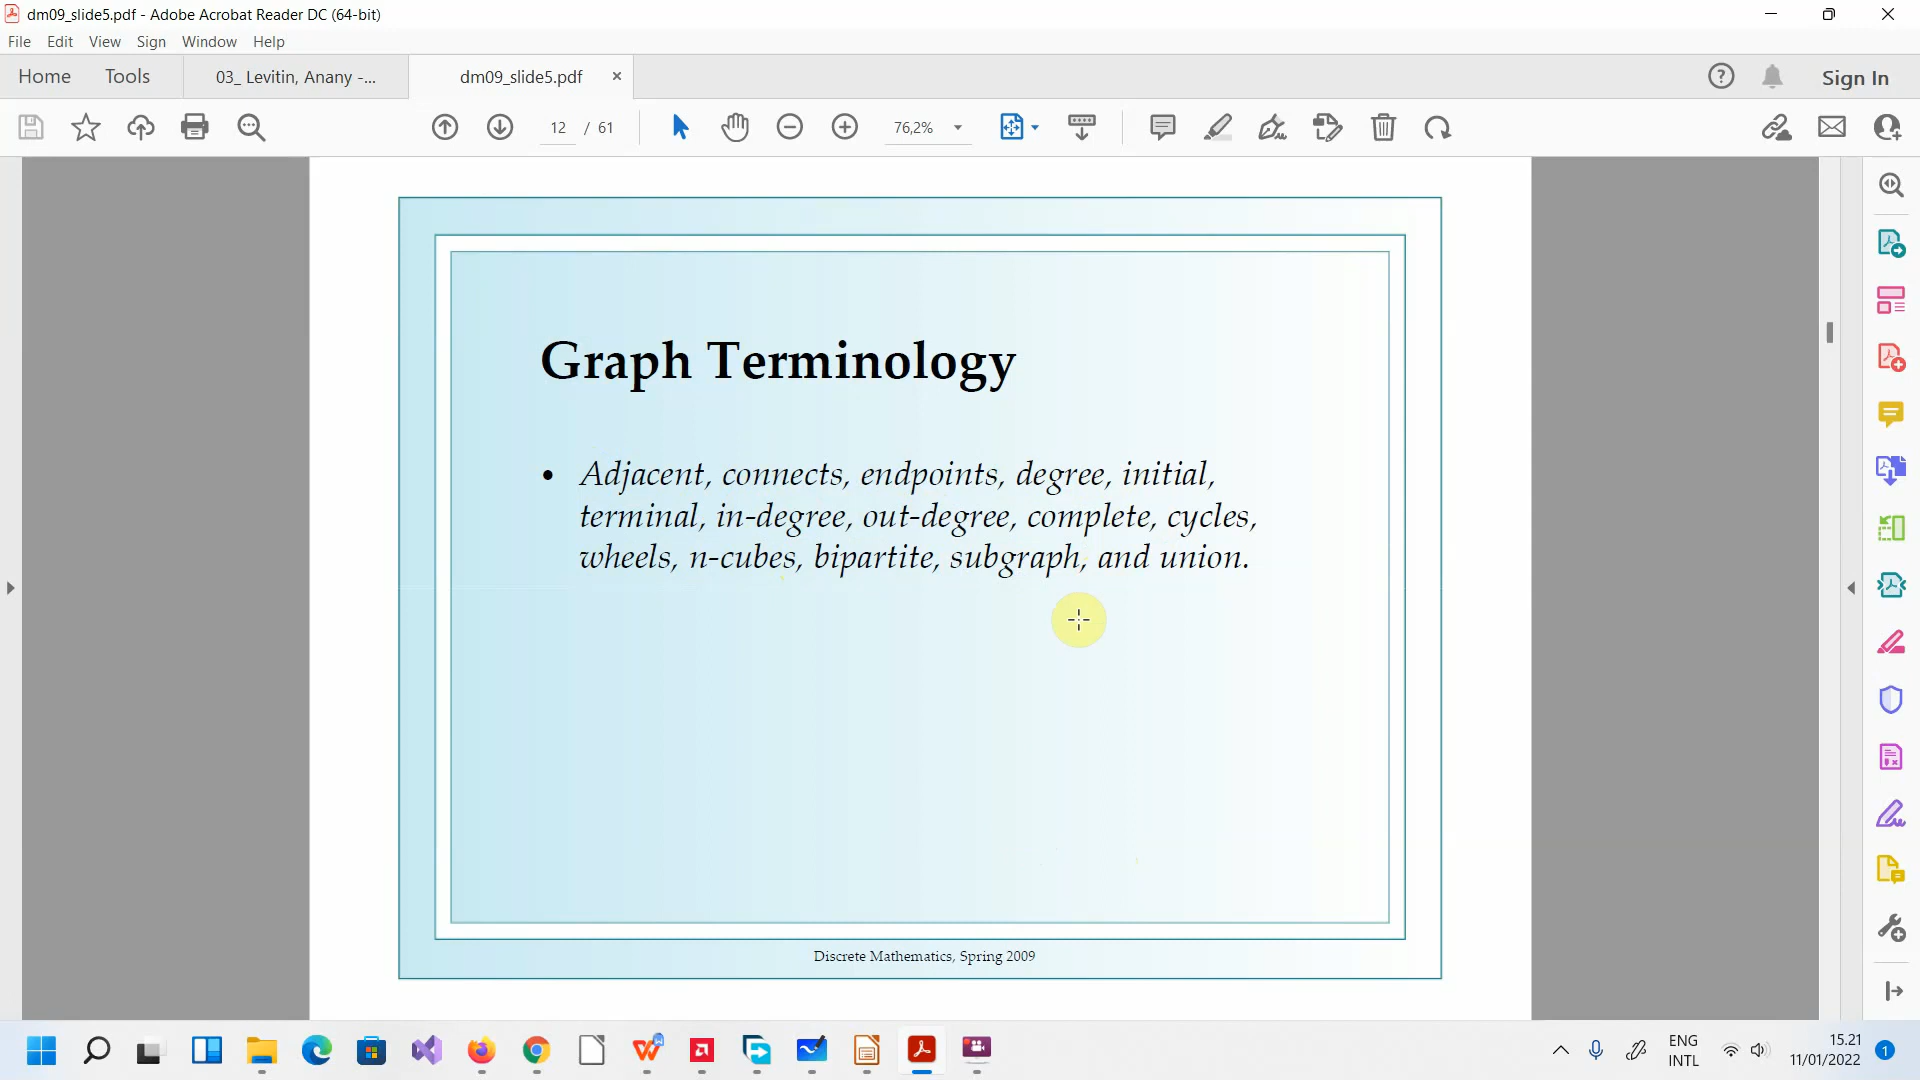 dm09_slide5.pdf - Adobe Acrobat Reader DC (64-bit)
File Edit View Sign Window Help
Home Tools 03_ Levitin, Anany -... dm09_slide5.pdf Sign In
12 / 61 76,2%
Graph Terminology
• Adjacent, connects, endpoints, degree, initial,
terminal, in-degree, out-degree, complete, cycles,
wheels, n-cubes, bipartite, subgraph, and union.
Discrete Mathematics, Spring 2009
ENG
INTL
15.21
11/01/2022
1